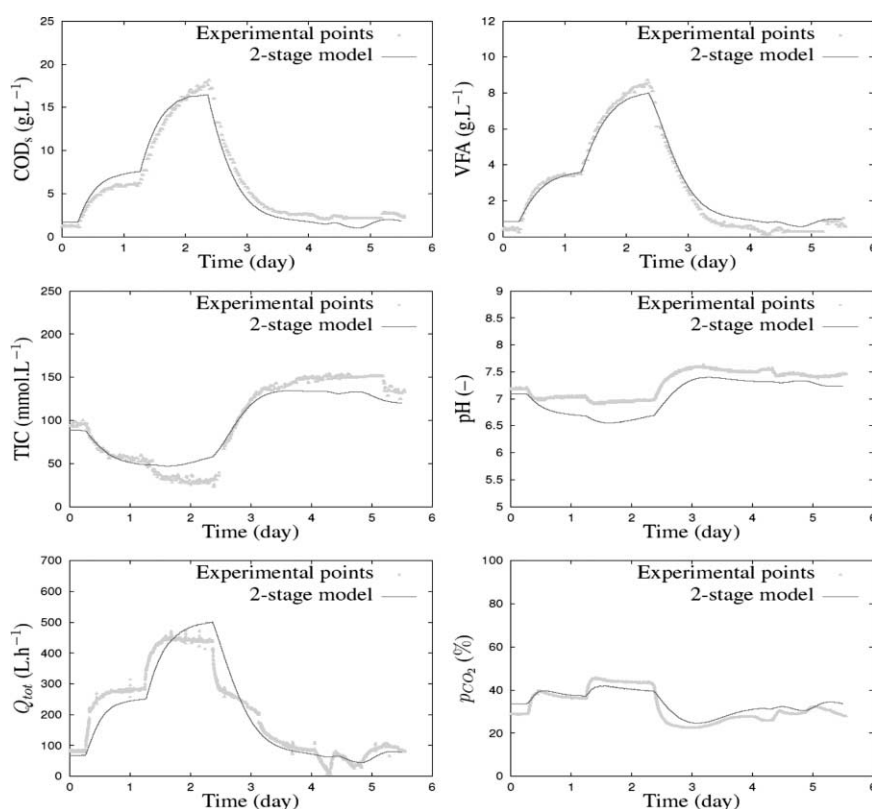 25
20
15
10
5
0
COD_s (g.L⁻¹)
Experimental points
2-stage model
0 1 2 3 4 5 6
Time (day)
12
10
8
6
4
2
0
VFA (g.L⁻¹)
Experimental points
2-stage model
0 1 2 3 4 5 6
Time (day)
250
200
150
100
50
0
TIC (mmol.L⁻¹)
Experimental points
2-stage model
0 1 2 3 4 5 6
Time (day)
9
8.5
8
7.5
7
6.5
6
5.5
5
pH (−)
Experimental points
2-stage model
0 1 2 3 4 5 6
Time (day)
700
600
500
400
300
200
100
0
Q_tot (L.h⁻¹)
Experimental points
2-stage model
0 1 2 3 4 5 6
Time (day)
100
80
60
40
20
0
p_CO₂ (%)
Experimental points
2-stage model
0 1 2 3 4 5 6
Time (day)